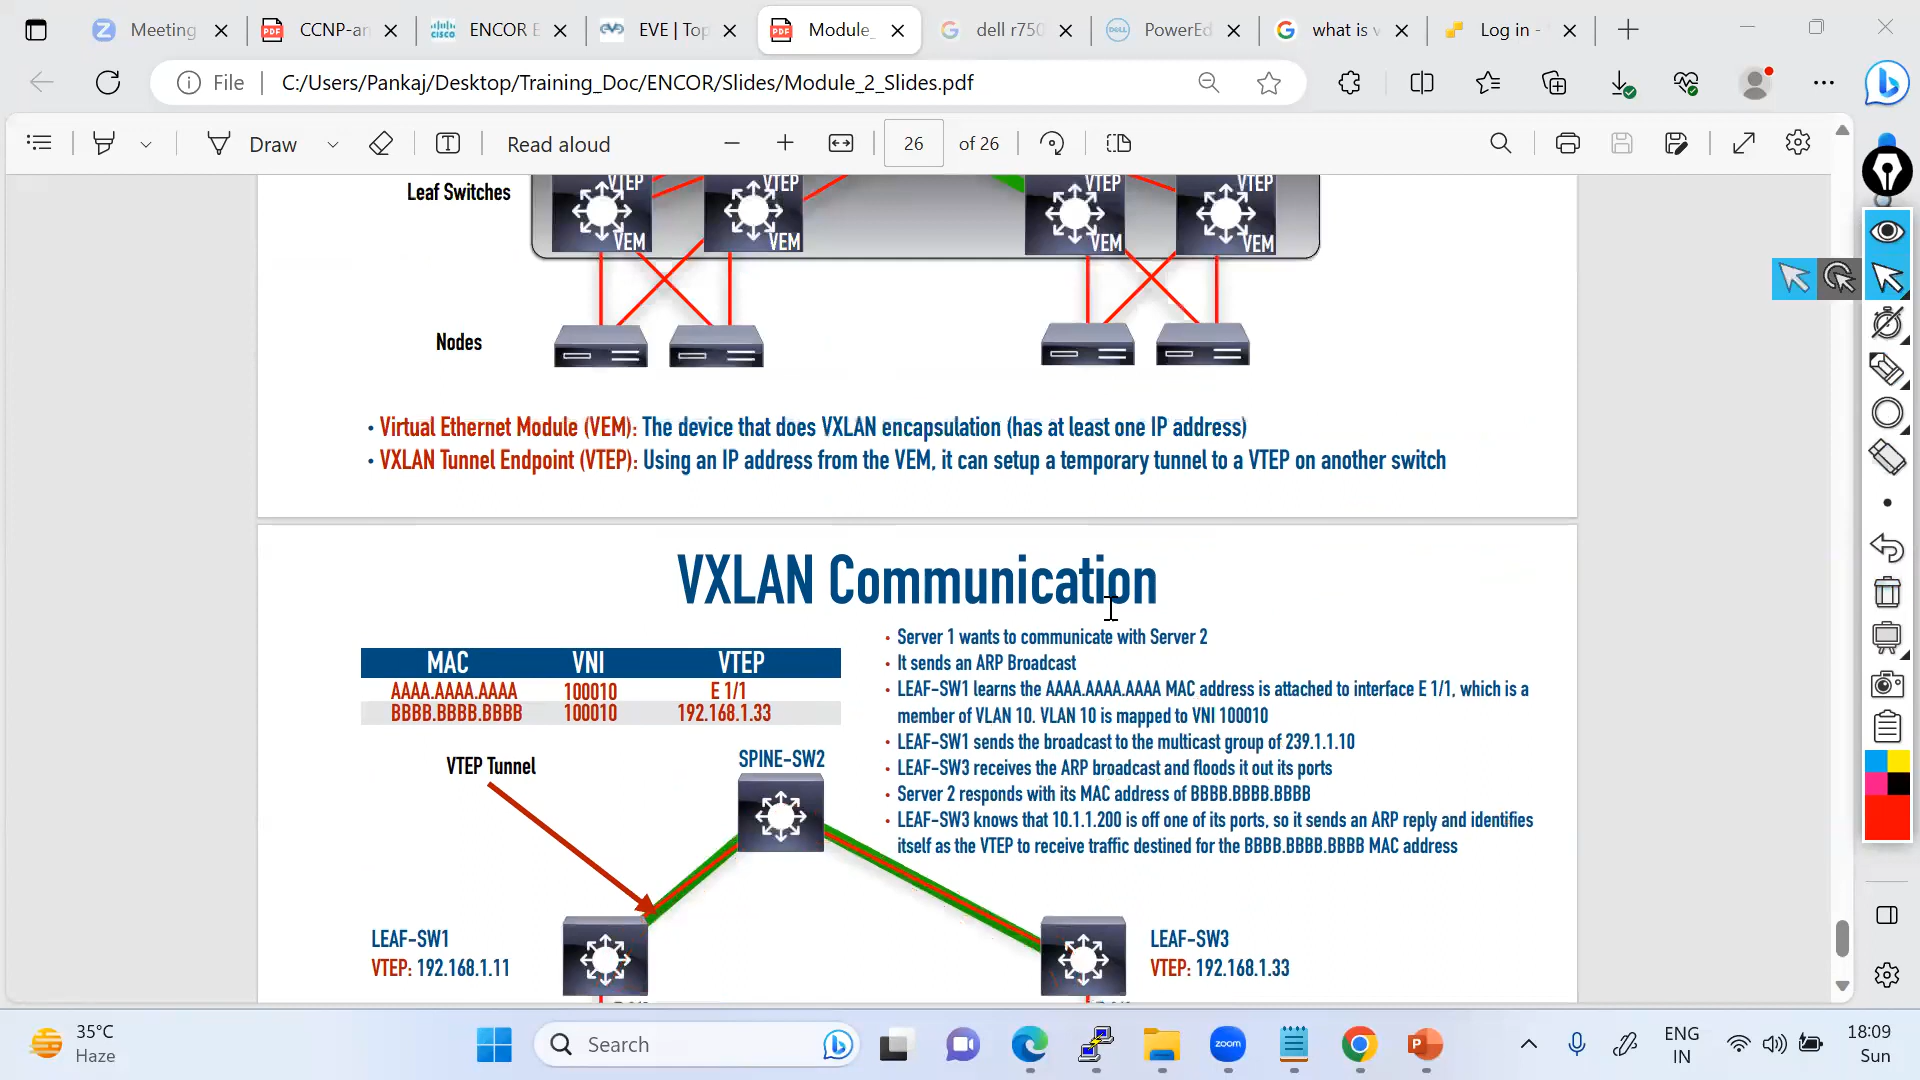 Meeting
CCNP-an
ENCOR E
EVE | Top
Module_
dell r750
PowerEd
what is v
Log in -
File
C:/Users/Pankaj/Desktop/Training_Doc/ENCOR/Slides/Module_2_Slides.pdf
Draw
Read aloud
26
of 26
Leaf Switches
VTEP
VTEP
VTEP
VTEP
VEM
VEM
VEM
VEM
Nodes
• Virtual Ethernet Module (VEM): The device that does VXLAN encapsulation (has at least one IP address)
• VXLAN Tunnel Endpoint (VTEP): Using an IP address from the VEM, it can setup a temporary tunnel to a VTEP on another switch
VXLAN Communication
MAC VNI VTEP
AAAA.AAAA.AAAA 100010 E 1/1
BBBB.BBBB.BBBB 100010 192.168.1.33
• Server 1 wants to communicate with Server 2
• It sends an ARP Broadcast
• LEAF-SW1 learns the AAAA.AAAA.AAAA MAC address is attached to interface E 1/1, which is a
member of VLAN 10. VLAN 10 is mapped to VNI 100010
• LEAF-SW1 sends the broadcast to the multicast group of 239.1.1.10
• LEAF-SW3 receives the ARP broadcast and floods it out its ports
• Server 2 responds with its MAC address of BBBB.BBBB.BBBB
• LEAF-SW3 knows that 10.1.1.200 is off one of its ports, so it sends an ARP reply and identifies
itself as the VTEP to receive traffic destined for the BBBB.BBBB.BBBB MAC address
VTEP Tunnel
SPINE-SW2
LEAF-SW1
VTEP: 192.168.1.11
LEAF-SW3
VTEP: 192.168.1.33
35°C
Haze
Search
zoom
ENG
IN
18:09
Sun